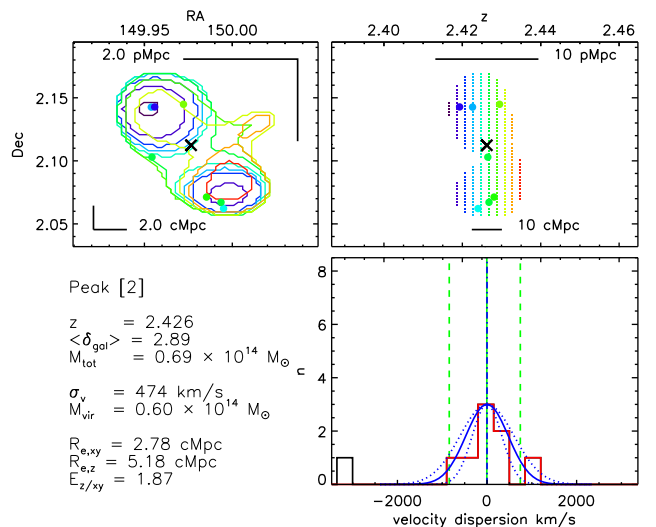 RA
z
149.95 150.00
2.40 2.42 2.44 2.46
2.0 pMpc
10 pMpc
Dec
2.15
2.10
2.05
2.0 cMpc
10 cMpc
Peak [2]
z = 2.426
<δgal> = 2.89
Mtot = 0.69 × 10^14 M⊙
σv = 474 km/s
Mvir = 0.60 × 10^14 M⊙
Re,xy = 2.78 cMpc
Re,z = 5.18 cMpc
Ez/xy = 1.87
n
8
6
4
2
0
-2000 0 2000
velocity dispersion km/s